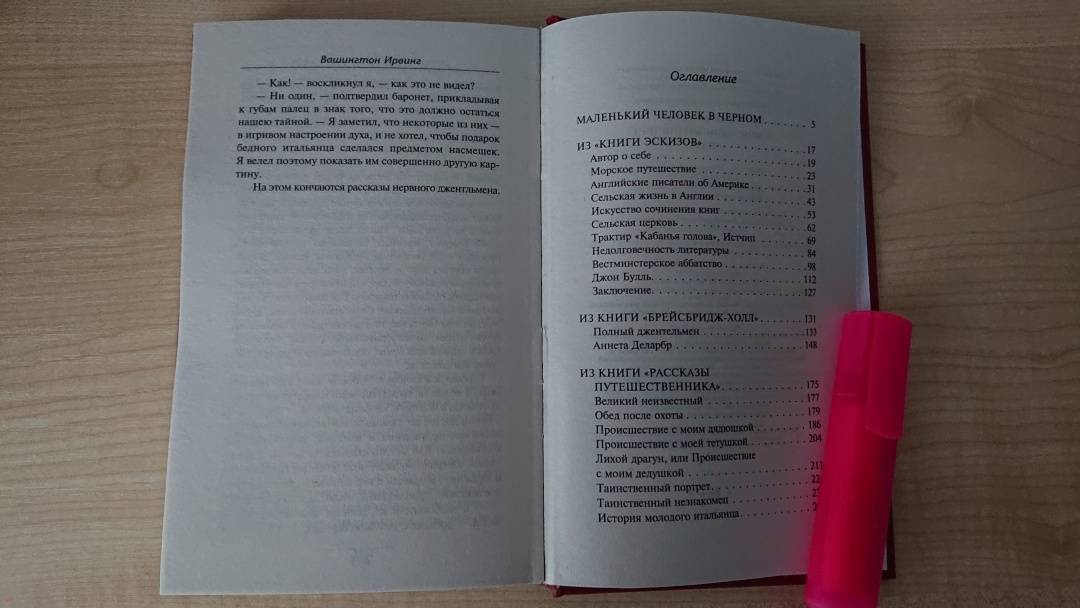 Вашингтон Ирвинг
— Как! — воскликнул я, — как это не видел?
— Ни один, — подтвердил баронет, прикладывая
к губам палец в знак того, что это должно остаться
нашею тайной. — Я заметил, что некоторые из них —
в игривом настроении духа, и не хотел, чтобы подарок
бедного итальянца сделался предметом насмешек.
Я велел поэтому показать им совершенно другую кар-
тину.
На этом кончаются рассказы нервного джентльмена.
Оглавление
МАЛЕНЬКИЙ ЧЕЛОВЕК В ЧЕРНОМ . . . . . . . 5
ИЗ «КНИГИ ЭСКИЗОВ» . . . . . . . . . . . . . 17
Автор о себе . . . . . . . . . . . . . . . . . . . 19
Морское путешествие . . . . . . . . . . . . . . 23
Английские писатели об Америке . . . . . . . . 31
Сельская жизнь в Англии . . . . . . . . . . . . 43
Искусство сочинения книг . . . . . . . . . . . . 53
Сельская церковь . . . . . . . . . . . . . . . . 62
Трактир «Кабанья голова», Истчип . . . . . . . 69
Недолговечность литературы . . . . . . . . . . 84
Вестминстерское аббатство . . . . . . . . . . . 98
Джон Булль. . . . . . . . . . . . . . . . . . . 112
Заключение. . . . . . . . . . . . . . . . . . . 127
ИЗ КНИГИ «БРЕЙСБРИДЖ-ХОЛЛ» . . . . . . . 131
Полный джентельмен . . . . . . . . . . . . . . 133
Аннета Деларбр . . . . . . . . . . . . . . . . . 148
ИЗ КНИГИ «РАССКАЗЫ
ПУТЕШЕСТВЕННИКА» . . . . . . . . . . . . 175
Великий неизвестный . . . . . . . . . . . . . . 177
Обед после охоты . . . . . . . . . . . . . . . . 179
Происшествие с моим дядюшкой . . . . . . . . 186
Происшествие с моей тетушкой . . . . . . . . . 204
Лихой драгун, или Происшествие
с моим дедушкой . . . . . . . . . . . . . . . . 211
Таинственный портрет. . . . . . . . . . . . . . 22
Таинственный незнакомец . . . . . . . . . . . . 2
История молодого итальянца. . . . . . . . . . . 2